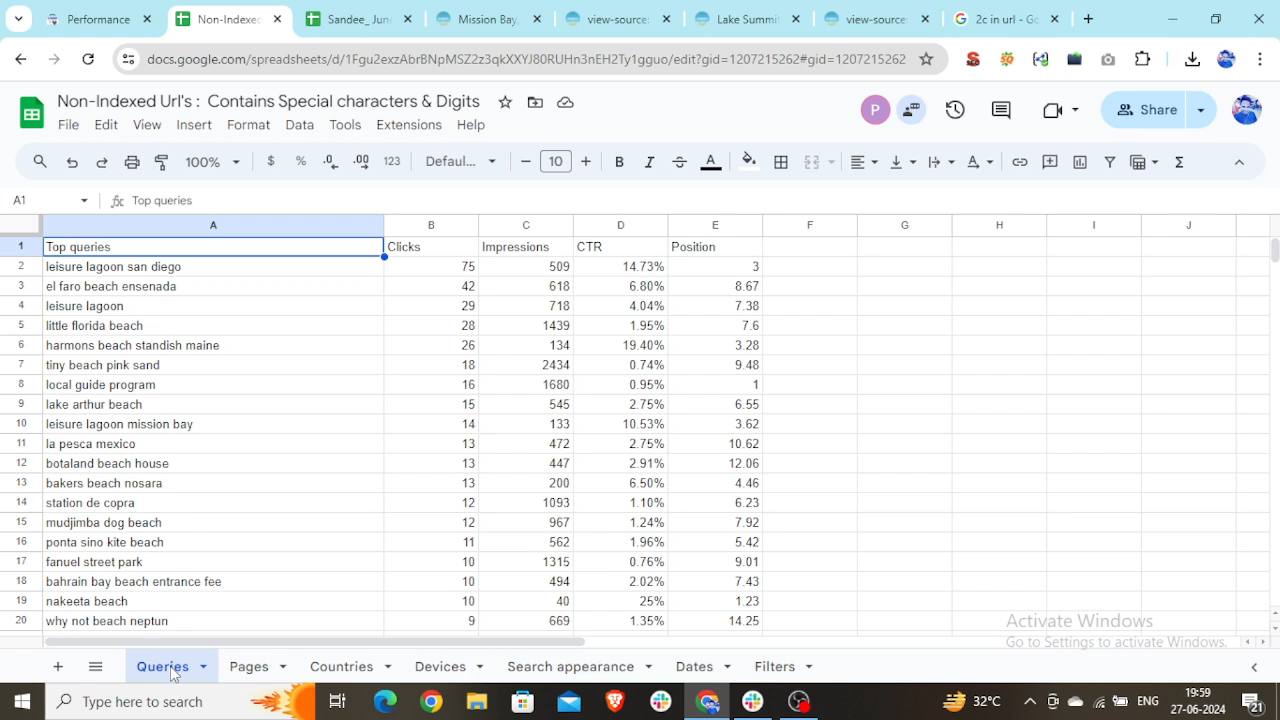 Performance
Non-Indexed
Sandee_ June
Mission Bay,
view-source:
Lake Summit
view-source:
2c in url - Go
docs.google.com/spreadsheets/d/1Fgu2exzAbrBNpMSZ2z3qkXXYJ80RUHn3nEH2Ty1gguo/edit?gid=1207215262#gid=1207215262
Non-Indexed Url's : Contains Special characters & Digits
P
Share
File Edit View Insert Format Data Tools Extensions Help
100% $ % .0 .00 123 Defaul... 10 B I A
A1 fx Top queries
A B C D E F G H I J
1 Top queries Clicks Impressions CTR Position
2 leisure lagoon san diego 75 509 14.73% 3
3 el faro beach ensenada 42 618 6.80% 8.67
4 leisure lagoon 29 718 4.04% 7.38
5 little florida beach 28 1439 1.95% 7.6
6 harmons beach standish maine 26 134 19.40% 3.28
7 tiny beach pink sand 18 2434 0.74% 9.48
8 local guide program 16 1680 0.95% 1
9 lake arthur beach 15 545 2.75% 6.55
10 leisure lagoon mission bay 14 133 10.53% 3.62
11 la pesca mexico 13 472 2.75% 10.62
12 botaland beach house 13 447 2.91% 12.06
13 bakers beach nosara 13 200 6.50% 4.46
14 station de copra 12 1093 1.10% 6.23
15 mudjimba dog beach 12 967 1.24% 7.92
16 ponta sino kite beach 11 562 1.96% 5.42
17 fanuel street park 10 1315 0.76% 9.01
18 bahrain bay beach entrance fee 10 494 2.02% 7.43
19 nakeeta beach 10 40 25% 1.23
20 why not beach neptun 9 669 1.35% 14.25
Activate Windows
Go to Settings to activate Windows.
Queries Pages Countries Devices Search appearance Dates Filters
Type here to search
32°C
ENG
19:59
27-06-2024
21